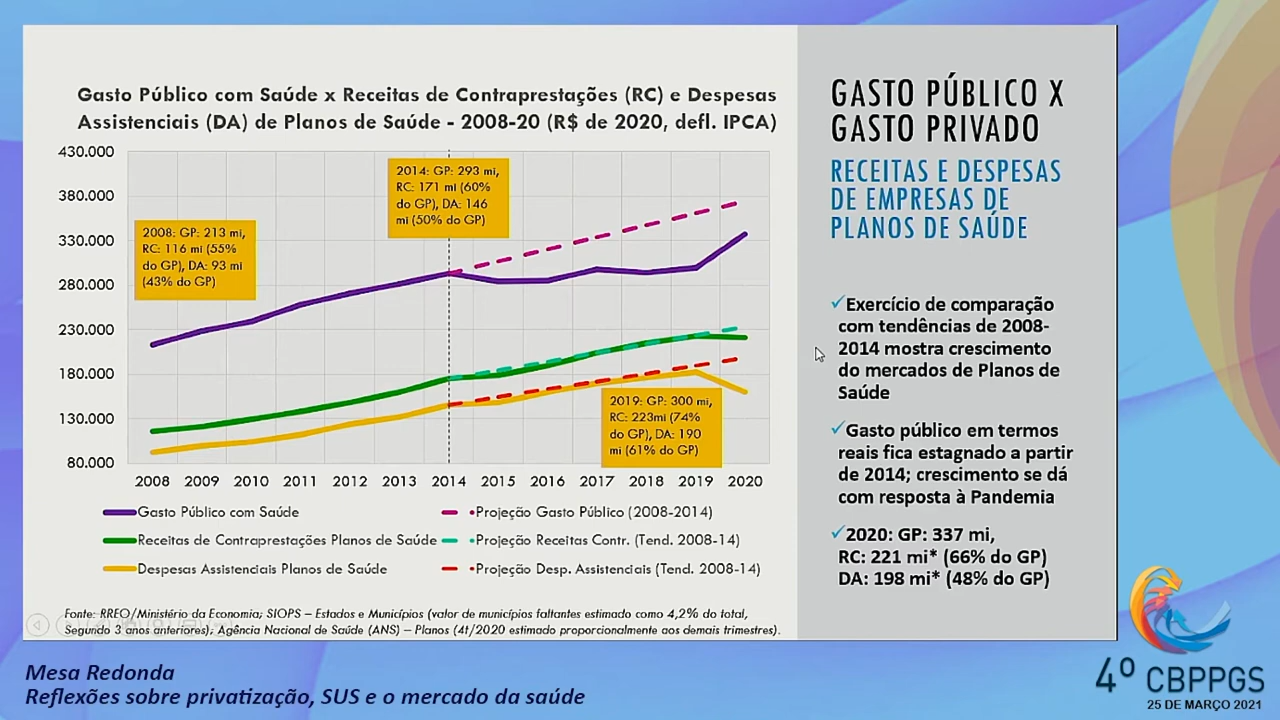 Gasto Público com Saúde x Receitas de Contraprestações (RC) e Despesas
Assistenciais (DA) de Planos de Saúde - 2008-20 (R$ de 2020, defl. IPCA)
430.000
380.000
330.000
280.000
230.000
180.000
130.000
80.000
2008: GP: 213 mi,
RC: 116 mi (55%
do GP), DA: 93 mi
(43% do GP)
2014: GP: 293 mi,
RC: 171 mi (60%
do GP), DA: 146
mi (50% do GP)
2019: GP: 300 mi,
RC: 223mi (74%
do GP), DA: 190
mi (61% do GP)
2008 2009 2010 2011 2012 2013 2014 2015 2016 2017 2018 2019 2020
Gasto Público com Saúde
Projeção Gasto Público (2008-2014)
Receitas de Contraprestações Planos de Saúde
Projeção Receitas Contr. (Tend. 2008-14)
Despesas Assistenciais Planos de Saúde
Projeção Desp. Assistenciais (Tend. 2008-14)
Fonte: RREO/Ministério da Economia; SIOPS – Estados e Municípios (valor de municípios faltantes estimado como 4,2% do total,
Segundo 3 anos anteriores); Agência Nacional de Saúde (ANS) – Planos (4t/2020 estimado proporcionalmente aos demais trimestres).
GASTO PÚBLICO X
GASTO PRIVADO
RECEITAS E DESPESAS
DE EMPRESAS DE
PLANOS DE SAÚDE
✓Exercício de comparação
com tendências de 2008-
2014 mostra crescimento
do mercados de Planos de
Saúde
✓Gasto público em termos
reais fica estagnado a partir
de 2014; crescimento se dá
com resposta à Pandemia
✓2020: GP: 337 mi,
RC: 221 mi* (66% do GP)
DA: 198 mi* (48% do GP)
Mesa Redonda
Reflexões sobre privatização, SUS e o mercado da saúde
4º CBPPGS
25 DE MARÇO 2021